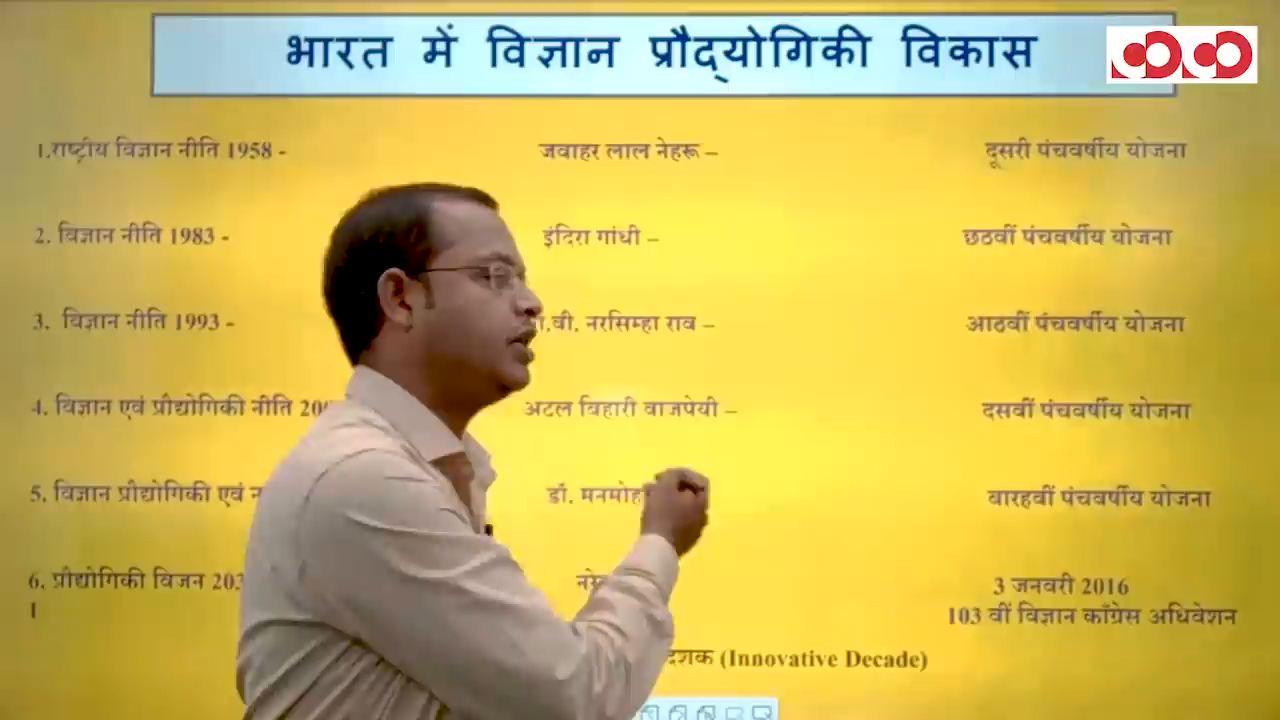 भारत में विज्ञान प्रौद्योगिकी विकास
1.राष्ट्रीय विज्ञान नीति 1958 - जवाहर लाल नेहरू – दूसरी पंचवर्षीय योजना
2. विज्ञान नीति 1983 - इंदिरा गांधी – छठवीं पंचवर्षीय योजना
3. विज्ञान नीति 1993 - .वी. नरसिम्हा राव – आठवीं पंचवर्षीय योजना
4. विज्ञान एवं प्रौद्योगिकी नीति अटल बिहारी वाजपेयी – दसवीं पंचवर्षीय योजना
5. विज्ञान प्रौद्योगिकी एवं डॉ. बारहवीं पंचवर्षीय योजना
6. प्रौद्योगिकी विजन 203 3 जनवरी 2016
103 वीं विज्ञान काँग्रेस अधिवेशन
दशक (Innovative Decade)